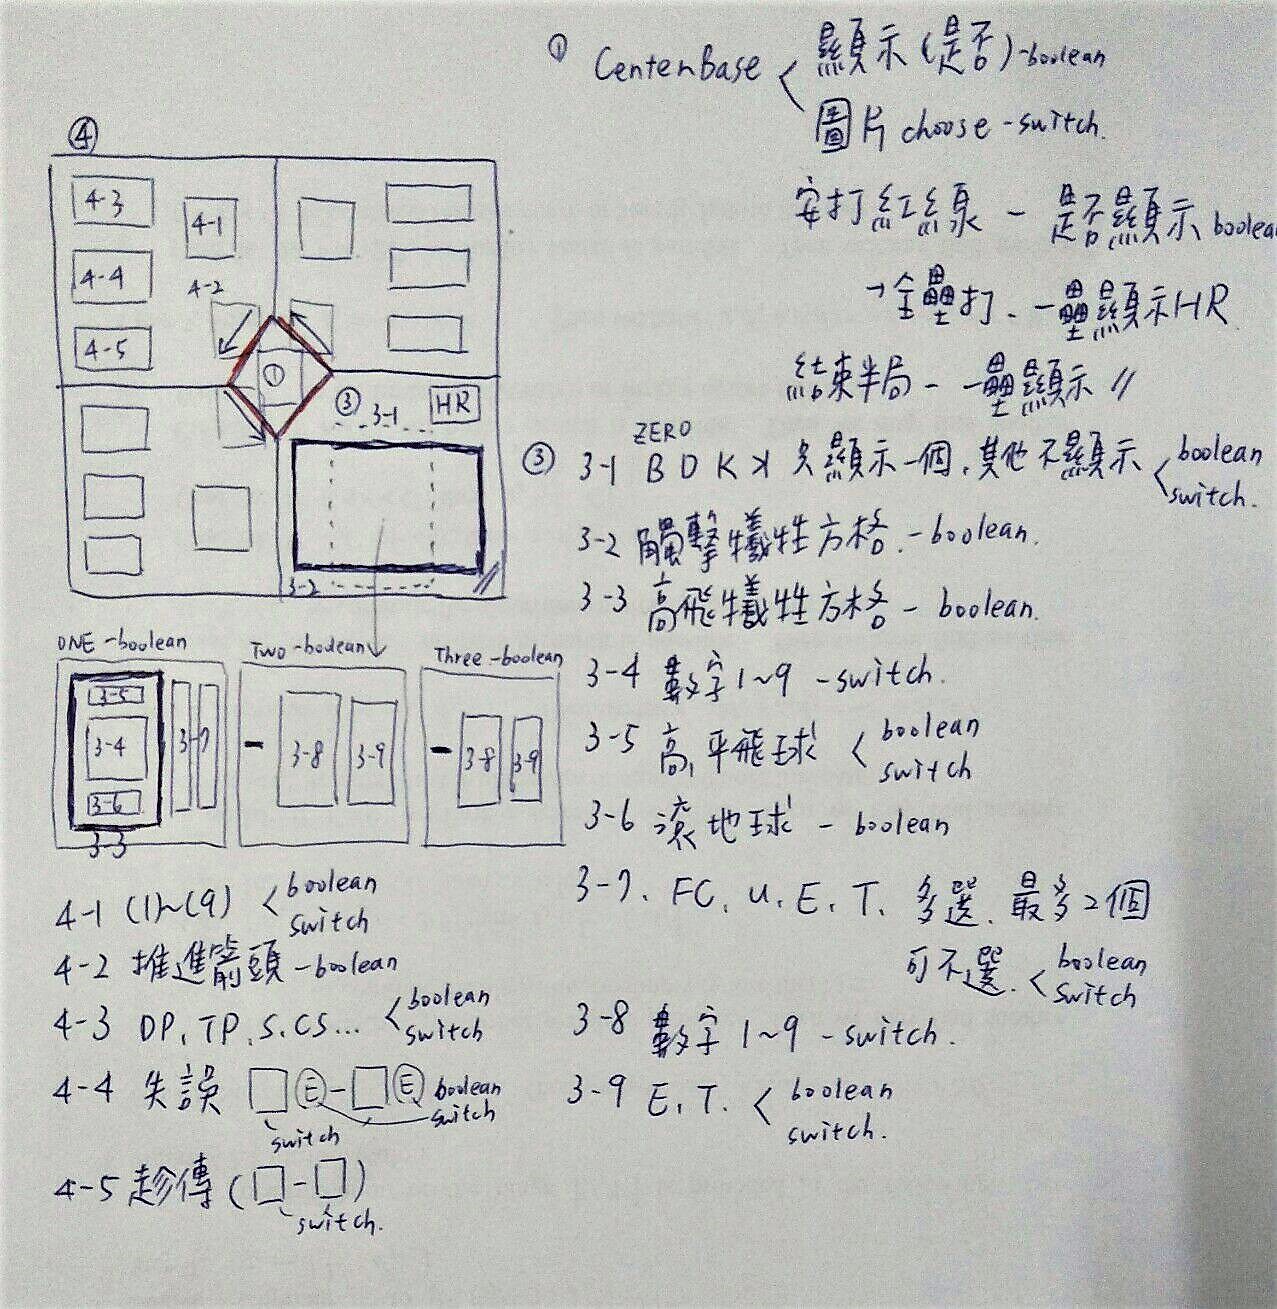 ① CenterBase < 顯示(是否)-boolean
圖片 choose-switch.
安打紅線 - 是否顯示 boolean
→全壘打、一壘顯示HR
結束半局 - 一壘顯示 //
④
4-3
4-1
4-4
4-2
4-5
①
③ 3-1 HR
3-2
ZERO
③ 3-1 B D K X 只顯示一個,其他不顯示 < boolean
switch.
3-2 觸擊犧牲方格 - boolean.
3-3 高飛犧牲方格 - boolean.
3-4 數字1~9 - switch.
3-5 高,平飛球 < boolean
switch
3-6 滾地球 - boolean
3-7. FC, U, E, T. 多選、最多2個
可不選. < boolean
switch
3-8 數字 1~9 - switch.
3-9 E, T. < boolean
switch.
ONE -boolean
Two -boolean
Three -boolean
3-5
3-4
3-7
3-6
3-3
- 3-8 3-9
- 3-8 3-9
4-1 (1)~(9) < boolean
switch
4-2 推進箭頭 -boolean
4-3 DP, TP, S, CS... < boolean
switch
4-4 失誤 □Ⓔ-□Ⓔ boolean
switch
switch
4-5 趁傳 (□-□)
switch.